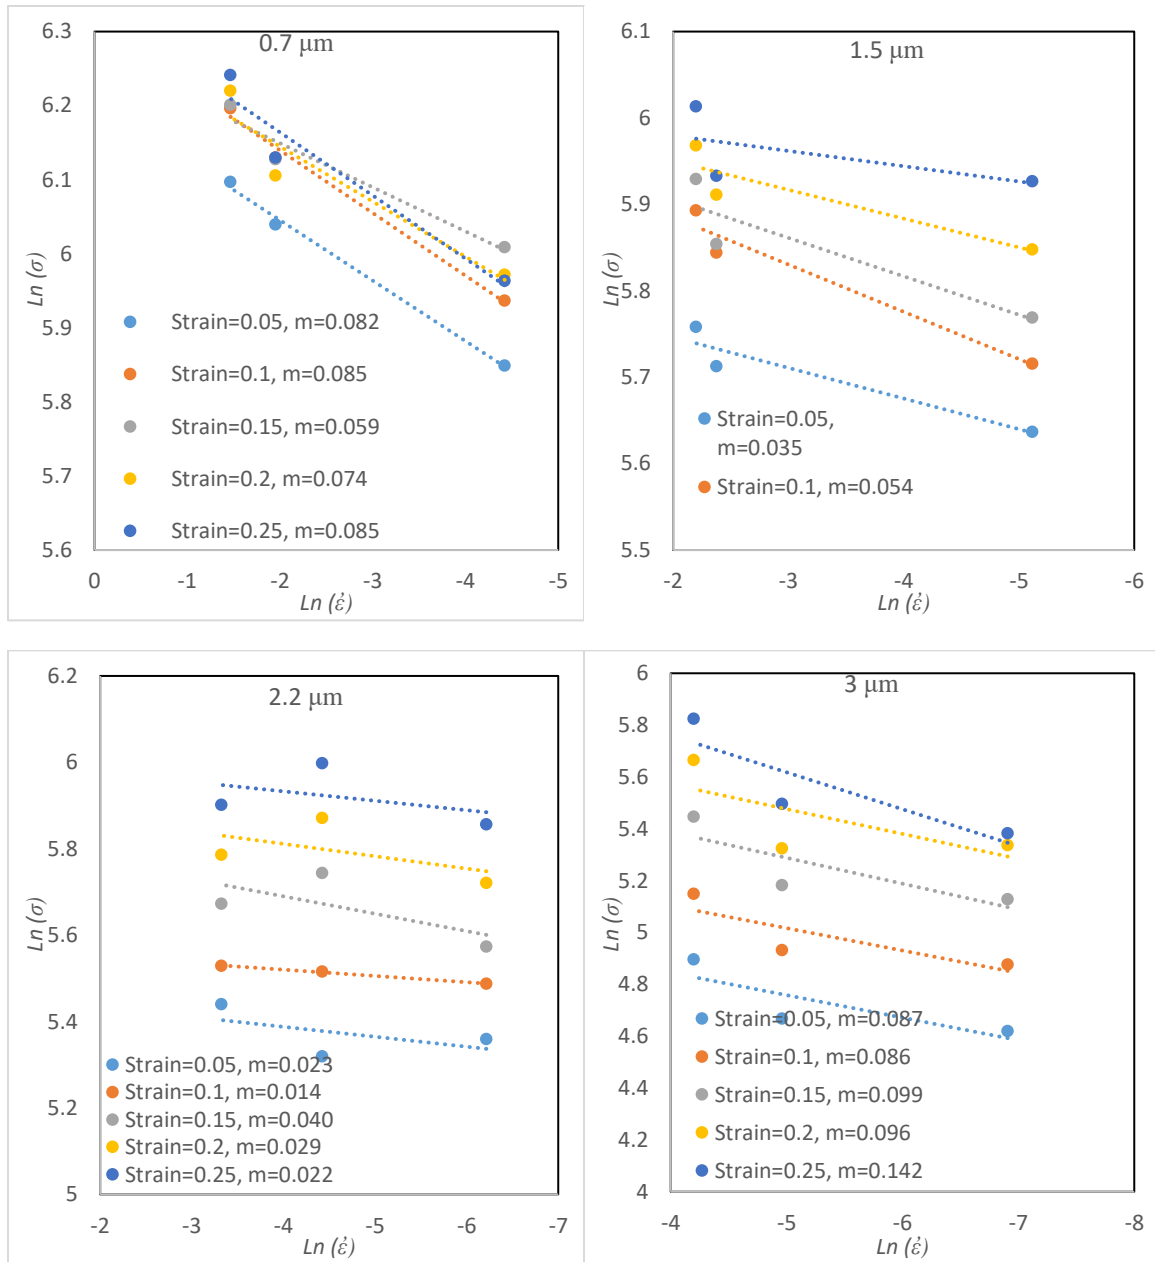 0.7 μm
6.3
6.2
6.1
6
5.9
5.8
5.7
5.6
Ln (σ)
Strain=0.05, m=0.082
Strain=0.1, m=0.085
Strain=0.15, m=0.059
Strain=0.2, m=0.074
Strain=0.25, m=0.085
0 -1 -2 -3 -4 -5
Ln (ε̇)
1.5 μm
6.1
6
5.9
5.8
5.7
5.6
5.5
Ln (σ)
Strain=0.05,
m=0.035
Strain=0.1, m=0.054
-2 -3 -4 -5 -6
Ln (ε̇)
2.2 μm
6.2
6
5.8
5.6
5.4
5.2
5
Ln (σ)
Strain=0.05, m=0.023
Strain=0.1, m=0.014
Strain=0.15, m=0.040
Strain=0.2, m=0.029
Strain=0.25, m=0.022
-2 -3 -4 -5 -6 -7
Ln (ε̇)
3 μm
6
5.8
5.6
5.4
5.2
5
4.8
4.6
4.4
4.2
4
Ln (σ)
Strain=0.05, m=0.087
Strain=0.1, m=0.086
Strain=0.15, m=0.099
Strain=0.2, m=0.096
Strain=0.25, m=0.142
-4 -5 -6 -7 -8
Ln (ε̇)